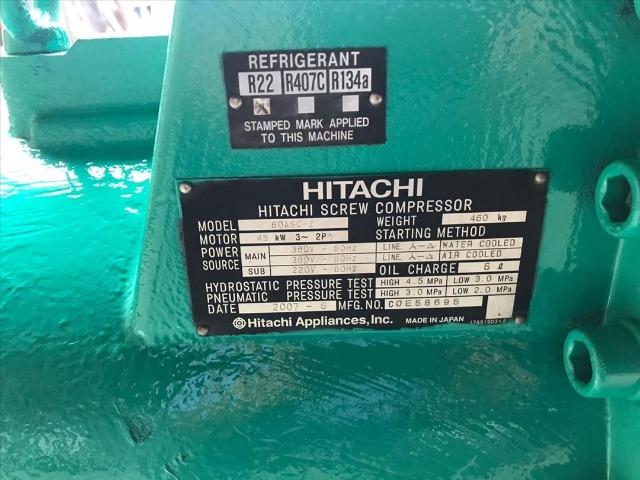 REFRIGERANT
R22 R407C R134a
STAMPED MARK APPLIED
TO THIS MACHINE
HITACHI
HITACHI SCREW COMPRESSOR
MODEL 60ASC-Z WEIGHT 460 kg
MOTOR 45 kW 3~ 2P STARTING METHOD
POWER SOURCE MAIN 380V - 60Hz LINE, 人-△ WATER COOLED
380V - 60Hz LINE, 人-△ AIR COOLED
SUB 220V - 60Hz OIL CHARGE 6 ℓ
HYDROSTATIC PRESSURE TEST HIGH 4.5 MPa LOW 3.0 MPa
PNEUMATIC PRESSURE TEST HIGH 3.0 MPa LOW 2.0 MPa
DATE 2007 - 6 MFG.NO. C0E58695
Hitachi Appliances, Inc. MADE IN JAPAN